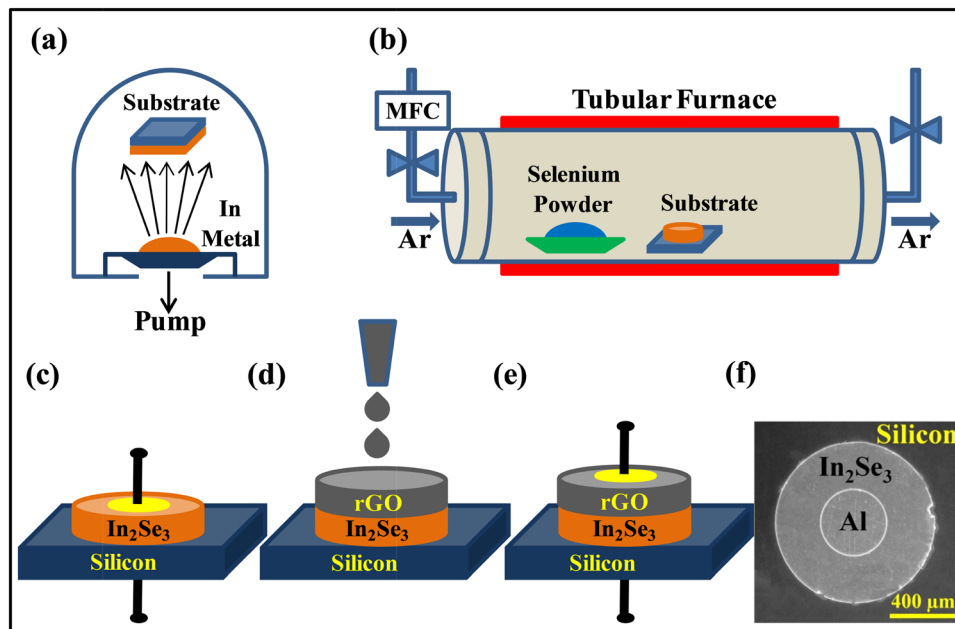 (a)
Substrate
In
Metal
Pump
(b)
MFC
Tubular Furnace
Selenium
Powder
Substrate
Ar
Ar
(c)
In₂Se₃
Silicon
(d)
rGO
In₂Se₃
Silicon
(e)
rGO
In₂Se₃
Silicon
(f)
Silicon
In₂Se₃
Al
400 μm